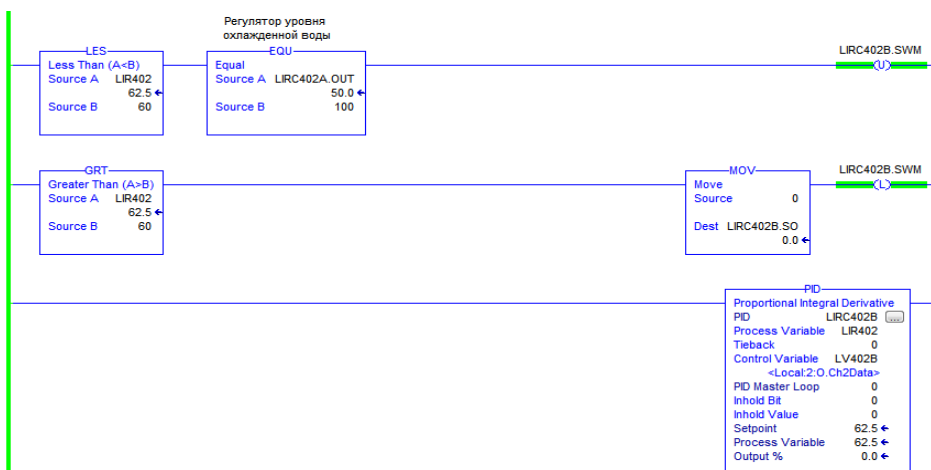 Регулятор уровня
охлажденной воды
LES
Less Than (A<B)
Source A LIR402
62.5
Source B 60
EQU
Equal
Source A LIRC402A.OUT
50.0
Source B 100
LIRC402B.SWM
U
GRT
Greater Than (A>B)
Source A LIR402
62.5
Source B 60
MOV
Move
Source 0
Dest LIRC402B.SO
0.0
LIRC402B.SWM
L
PID
Proportional Integral Derivative
PID LIRC402B ...
Process Variable LIR402
Tieback 0
Control Variable LV402B
<Local:2:O.Ch2Data>
PID Master Loop 0
Inhold Bit 0
Inhold Value 0
Setpoint 62.5
Process Variable 62.5
Output % 0.0